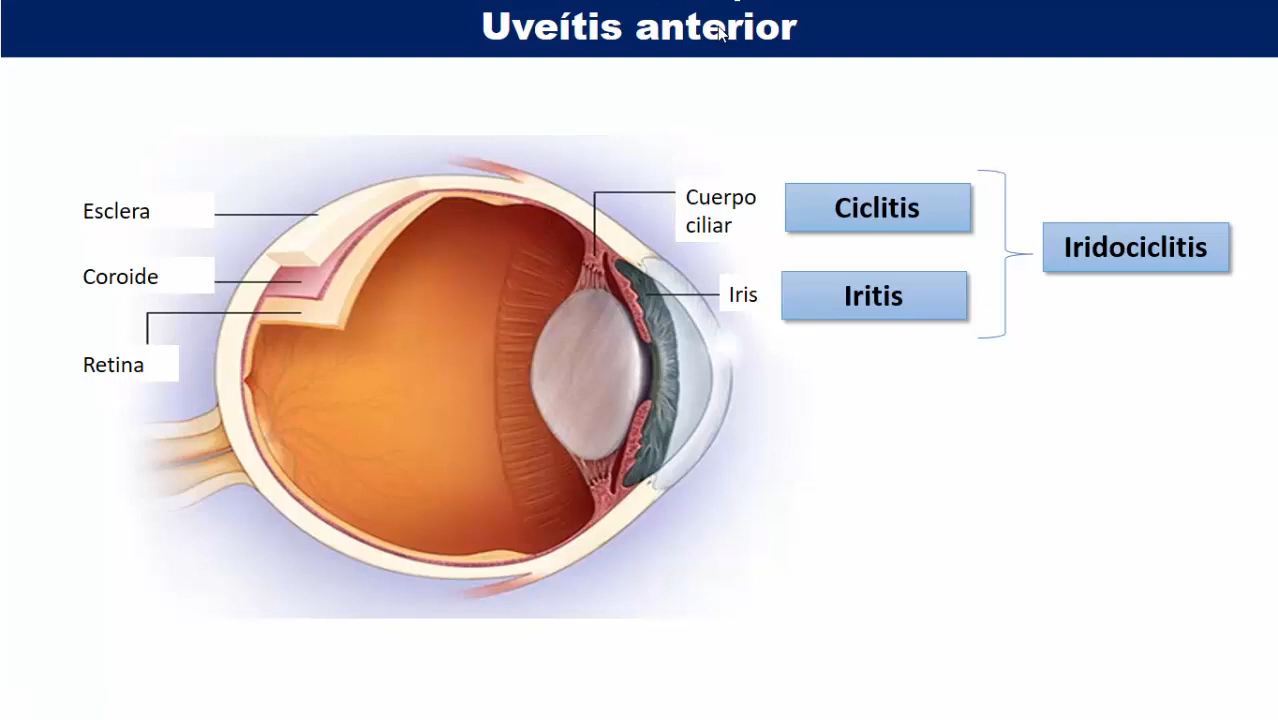 Uveítis anterior
Esclera
Coroide
Retina
Cuerpo
ciliar
Iris
Ciclitis
Iritis
Iridociclitis